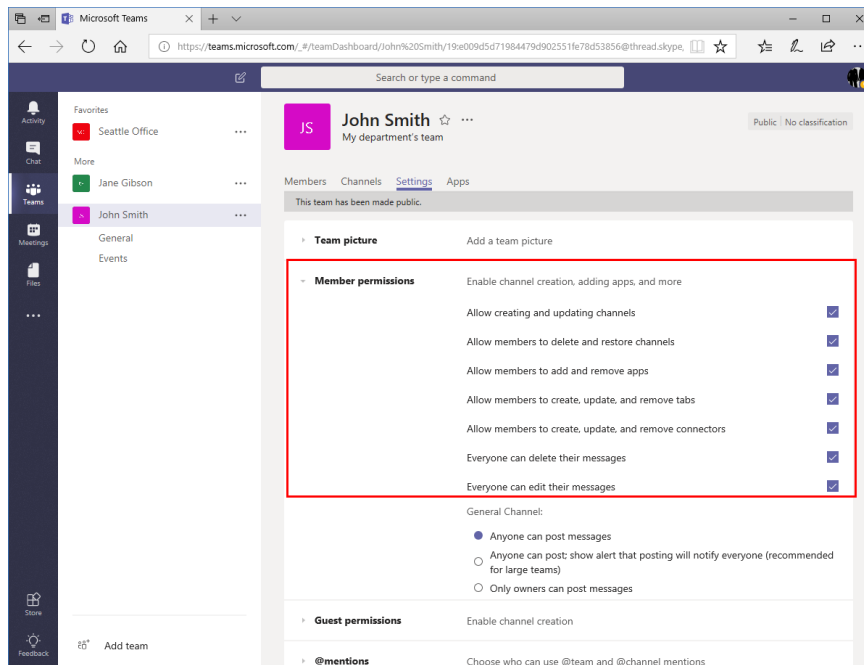 Microsoft Teams
https://teams.microsoft.com/_#/teamDashboard/John%20Smith/19:e009d5d71984479d902551fe78d53856@thread.skype,
Search or type a command
Activity
Chat
Teams
Meetings
Files
Store
Feedback
Favorites
Seattle Office
More
Jane Gibson
John Smith
General
Events
Add team
JS
John Smith
My department's team
Public No classification
Members Channels Settings Apps
This team has been made public.
Team picture Add a team picture
Member permissions Enable channel creation, adding apps, and more
Allow creating and updating channels
Allow members to delete and restore channels
Allow members to add and remove apps
Allow members to create, update, and remove tabs
Allow members to create, update, and remove connectors
Everyone can delete their messages
Everyone can edit their messages
General Channel:
Anyone can post messages
Anyone can post; show alert that posting will notify everyone (recommended
for large teams)
Only owners can post messages
Guest permissions Enable channel creation
@mentions Choose who can use @team and @channel mentions